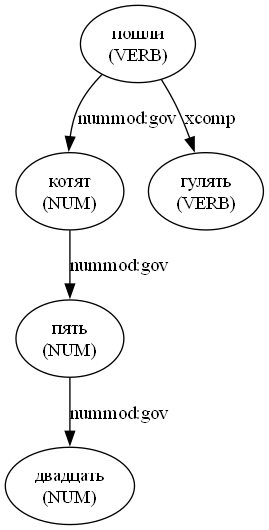 пошли
(VERB)
nummod:gov
xcomp
котят
(NUM)
гулять
(VERB)
nummod:gov
пять
(NUM)
nummod:gov
двадцать
(NUM)